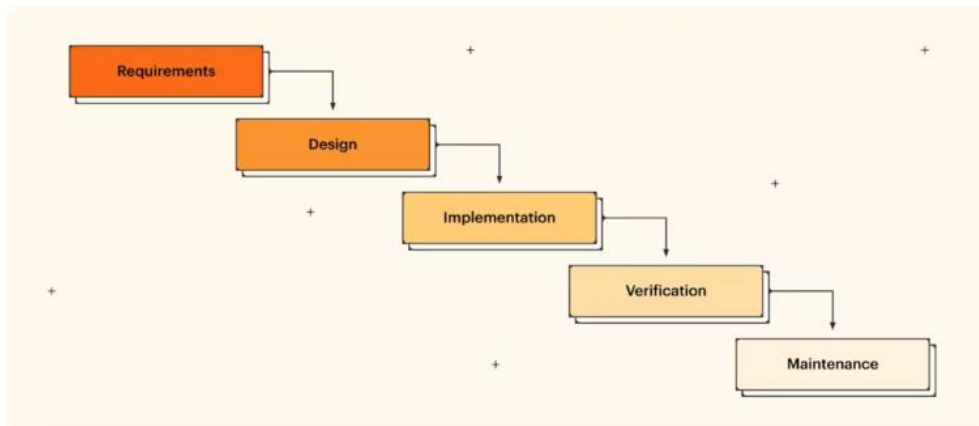 Requirements
Design
Implementation
Verification
Maintenance